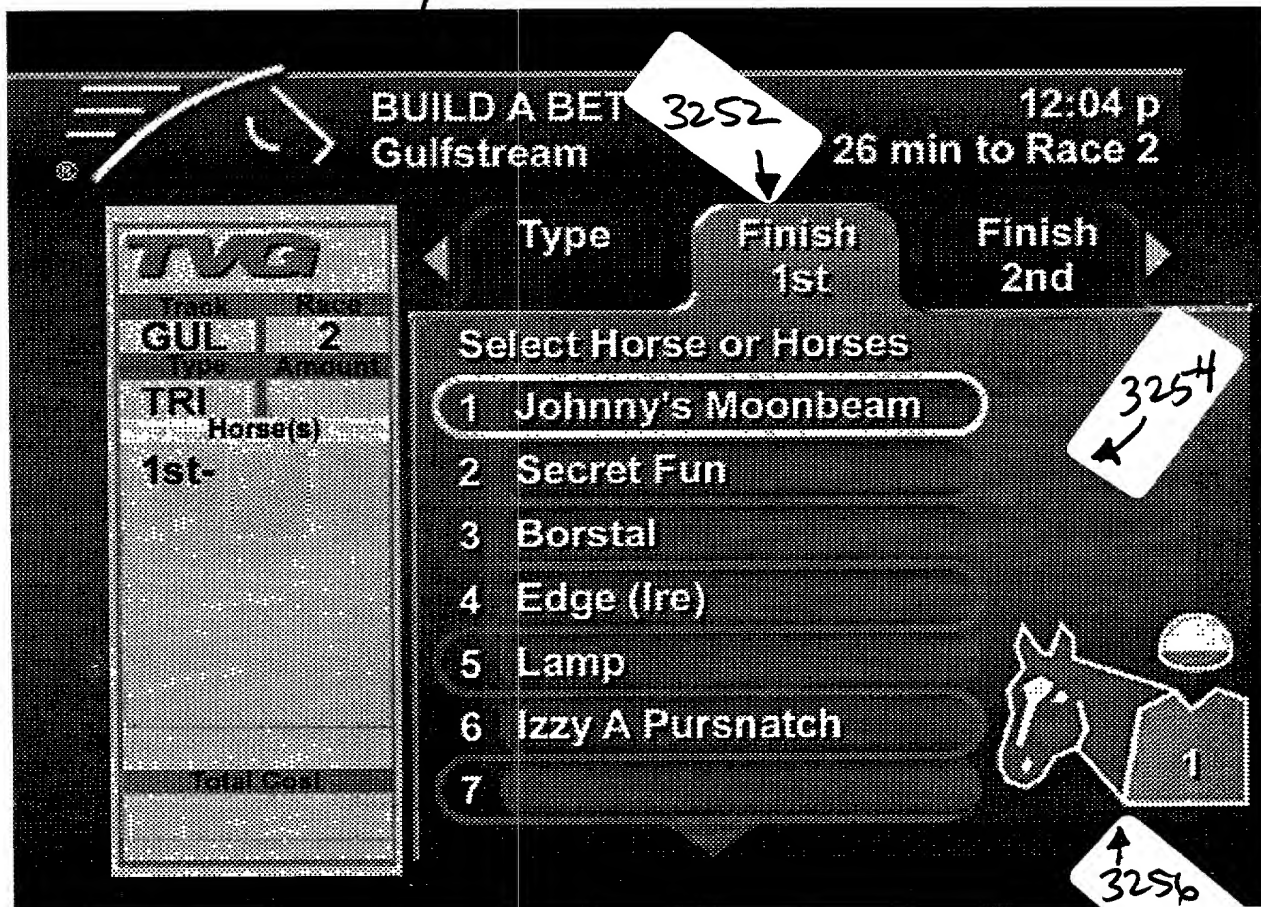 BUILD A BET
Gulfstream
3252
12:04 p
26 min to Race 2
®
TVG
Track Race
GUL 2
Type Amount
TRI
Horse(s)
1st-
Total Cost
Type
Finish
1st
Finish
2nd
Select Horse or Horses
1 Johnny's Moonbeam
2 Secret Fun
3 Borstal
4 Edge (Ire)
5 Lamp
6 Izzy A Pursnatch
7
3254
1
3256